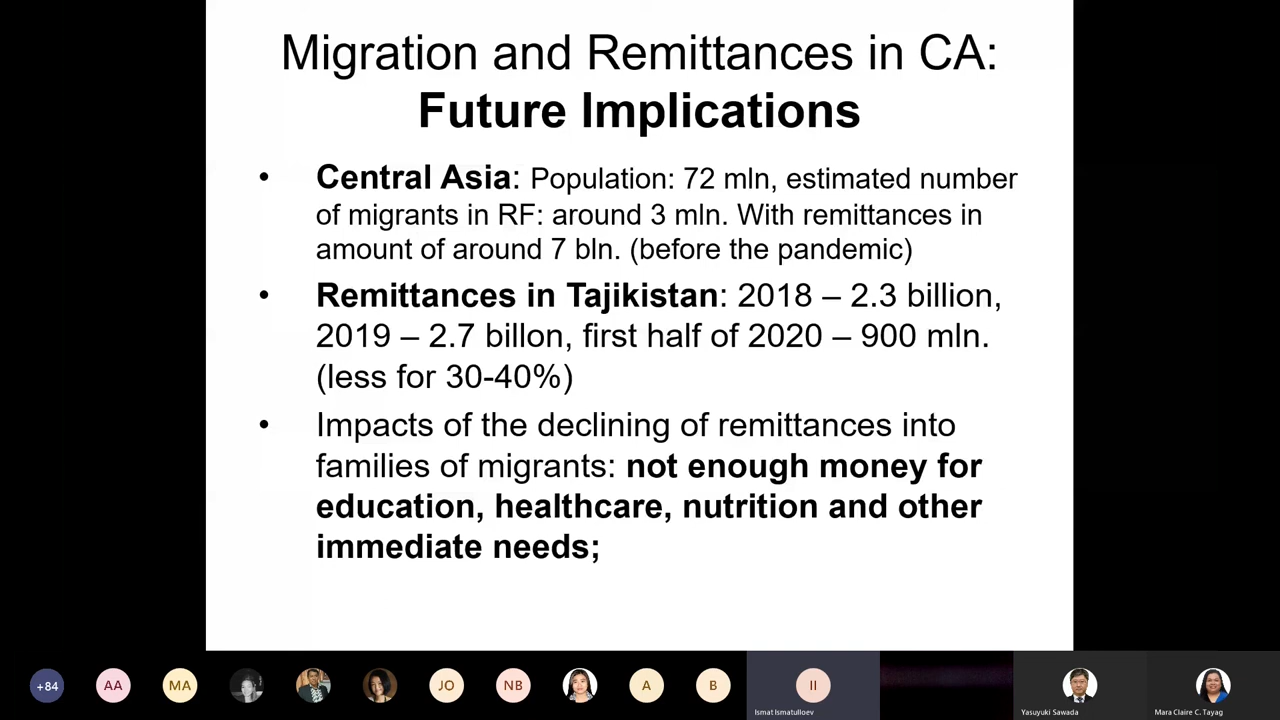 Migration and Remittances in CA:
Future Implications
• Central Asia: Population: 72 mln, estimated number
of migrants in RF: around 3 mln. With remittances in
amount of around 7 bln. (before the pandemic)
• Remittances in Tajikistan: 2018 – 2.3 billion,
2019 – 2.7 billon, first half of 2020 – 900 mln.
(less for 30-40%)
• Impacts of the declining of remittances into
families of migrants: not enough money for
education, healthcare, nutrition and other
immediate needs;
+84 AA MA JO NB A B II
Ismat Ismatulloev Yasuyuki Sawada Mara Claire C. Tayag